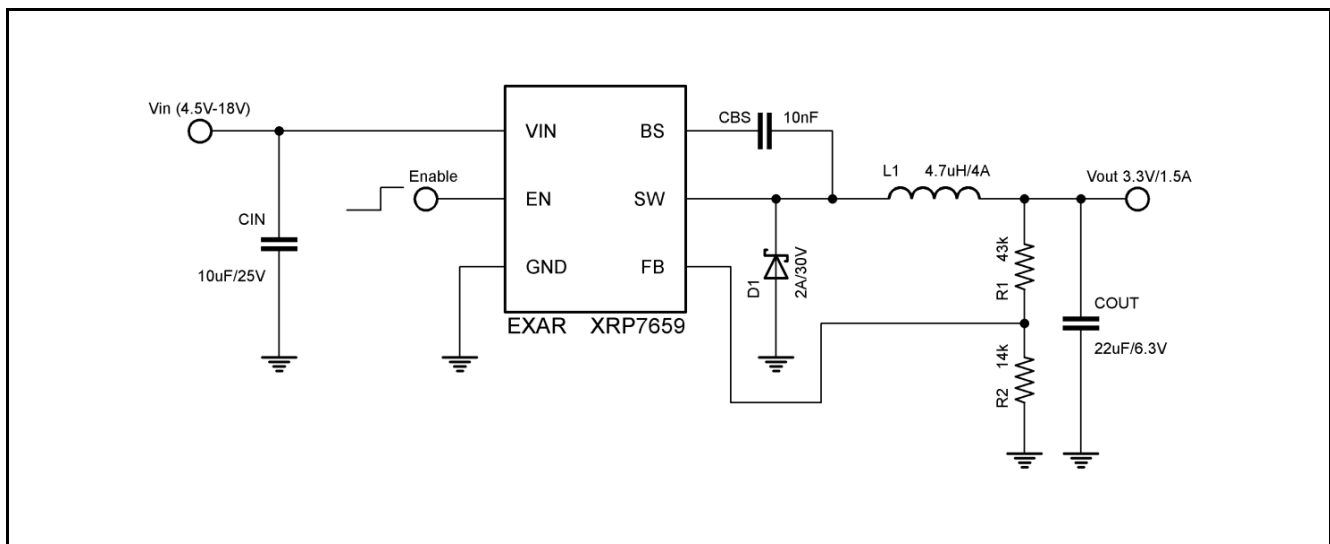 Vin (4.5V-18V)
VIN
BS
CBS
10nF
Enable
EN
SW
L1
4.7uH/4A
Vout 3.3V/1.5A
CIN
10uF/25V
GND
FB
D1
2A/30V
R1
43k
COUT
22uF/6.3V
R2
14k
EXAR XRP7659